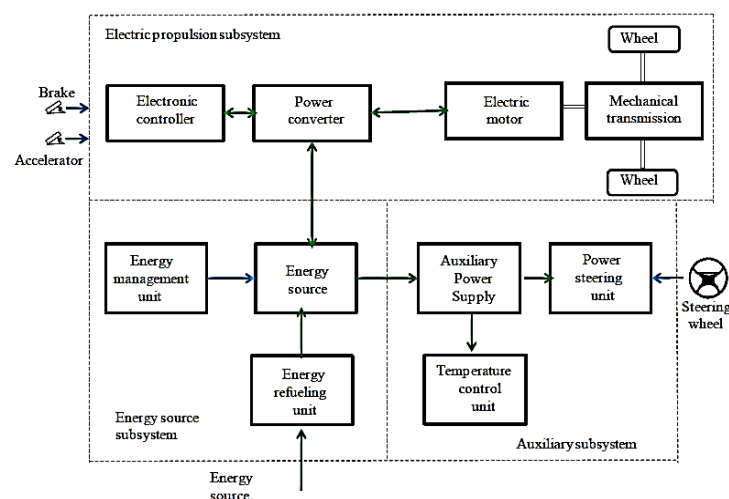 Electric propulsion subsystem
Wheel
Brake
Accelerator
Electronic
controller
Power
converter
Electric
motor
Mechanical
transmission
Wheel
Energy
management
unit
Energy
source
Auxiliary
Power
Supply
Power
steering
unit
Steering
wheel
Energy
refueling
unit
Temperature
control
unit
Energy source
subsystem
Auxiliary subsystem
Energy
source